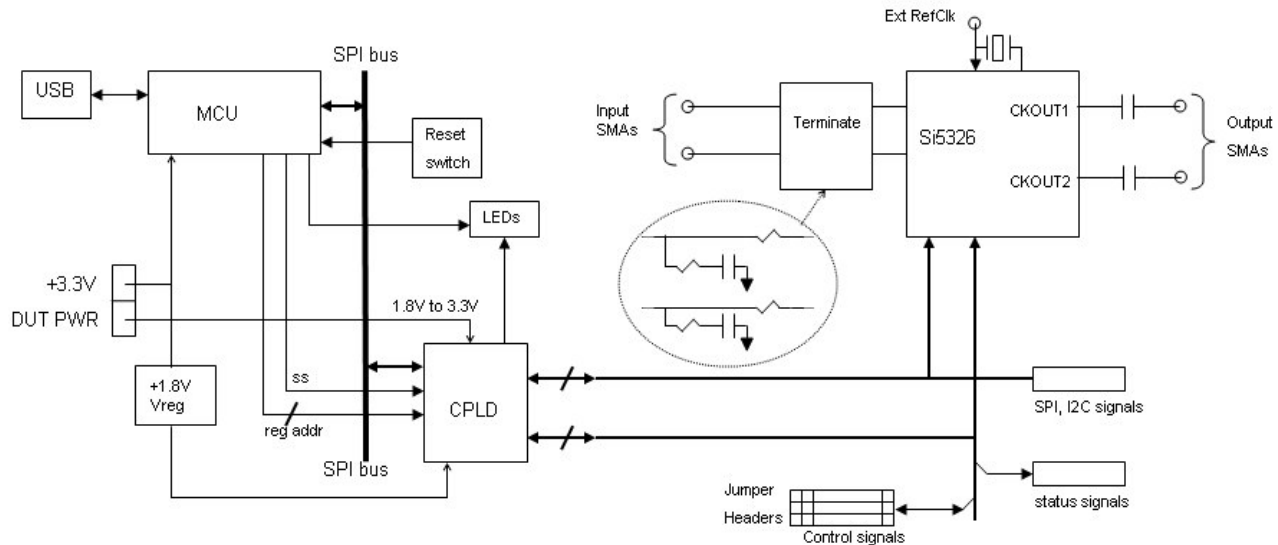 Ext RefClk
SPI bus
USB
MCU
Reset
switch
Input
SMAs
Terminate
Si5326
CKOUT1
CKOUT2
Output
SMAs
LEDs
+3.3V
DUT PWR
1.8V to 3.3V
+1.8V
Vreg
ss
reg addr
CPLD
SPI bus
SPI, I2C signals
status signals
Jumper
Headers
Control signals